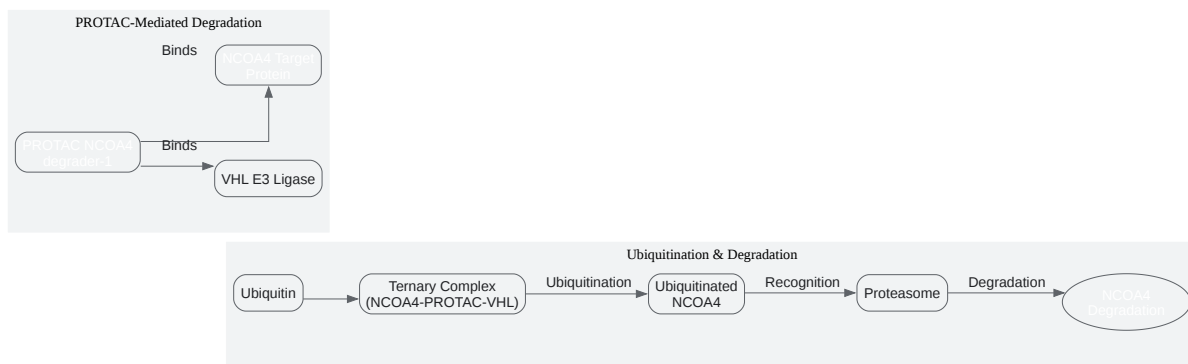 PROTAC-Mediated Degradation
Binds
NCOA4 Target
Protein
PROTAC NCOA4
degrader-1
Binds
VHL E3 Ligase
Ubiquitination & Degradation
Ubiquitin
Ternary Complex
(NCOA4-PROTAC-VHL)
Ubiquitination
Ubiquitinated
NCOA4
Recognition
Proteasome
Degradation
NCOA4
Degradation